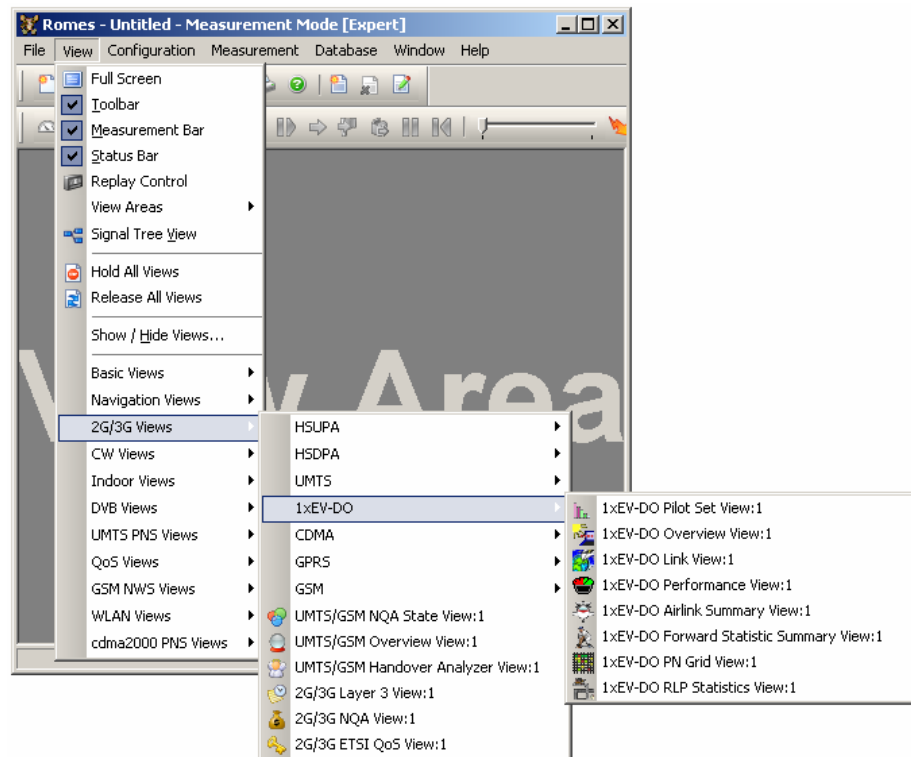 Romes - Untitled - Measurement Mode [Expert]
File View Configuration Measurement Database Window Help
Full Screen
Toolbar
Measurement Bar
Status Bar
Replay Control
View Areas
Signal Tree View
Hold All Views
Release All Views
Show / Hide Views...
Basic Views
Navigation Views
2G/3G Views
CW Views
Indoor Views
DVB Views
UMTS PNS Views
QoS Views
GSM NWS Views
WLAN Views
cdma2000 PNS Views
View Area
HSUPA
HSDPA
UMTS
1xEV-DO
CDMA
GPRS
GSM
UMTS/GSM NQA State View:1
UMTS/GSM Overview View:1
UMTS/GSM Handover Analyzer View:1
2G/3G Layer 3 View:1
2G/3G NQA View:1
2G/3G ETSI QoS View:1
1xEV-DO Pilot Set View:1
1xEV-DO Overview View:1
1xEV-DO Link View:1
1xEV-DO Performance View:1
1xEV-DO Airlink Summary View:1
1xEV-DO Forward Statistic Summary View:1
1xEV-DO PN Grid View:1
1xEV-DO RLP Statistics View:1